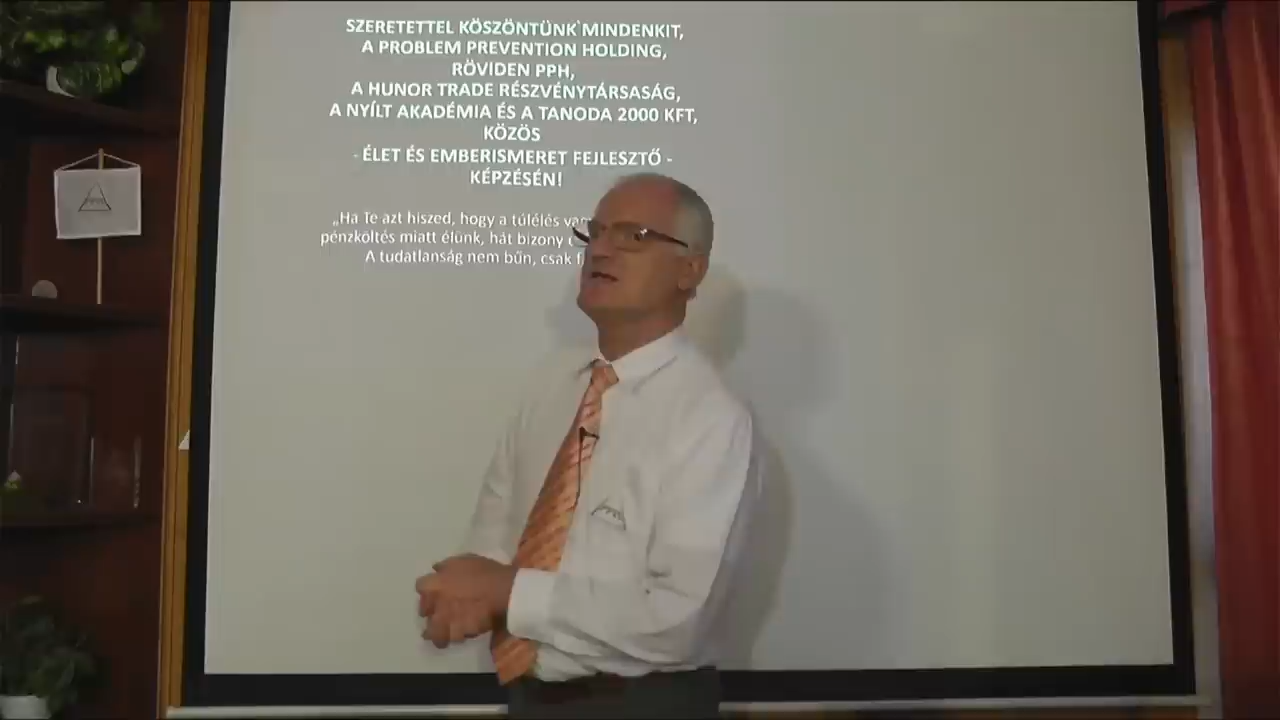 SZERETETTEL KÖSZÖNTÜNK MINDENKIT,
A PROBLEM PREVENTION HOLDING,
RÖVIDEN PPH,
A HUNOR TRADE RÉSZVÉNYTÁRSASÁG,
A NYÍLT AKADÉMIA ÉS A TANODA 2000 KFT,
KÖZÖS
- ÉLET ÉS EMBERISMERET FEJLESZTŐ -
KÉPZÉSÉN!
„Ha Te azt hiszed, hogy a túlélés
pénzköltés miatt élünk, hát bizony
A tudatlanság nem bűn, csak